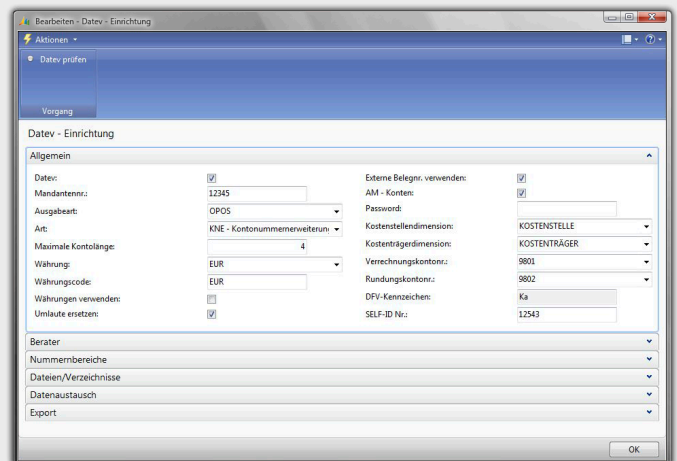 Bearbeiten - Datev - Einrichtung
Aktionen
Datev prüfen
Vorgang
Datev - Einrichtung
Allgemein
Datev:
Mandantennr.: 12345
Ausgabeart: OPOS
Art: KNE - Kontonummernerweiterung
Maximale Kontolänge: 4
Währung: EUR
Währungscode: EUR
Währungen verwenden:
Umlaute ersetzen:
Externe Belegnr. verwenden:
AM - Konten:
Password:
Kostenstellendimension: KOSTENSTELLE
Kostenträgerdimension: KOSTENTRÄGER
Verrechnungskontonr.: 9801
Rundungskontonr.: 9802
DFV-Kennzeichen: Ka
SELF-ID Nr.: 12543
Berater
Nummernbereiche
Dateien/Verzeichnisse
Datenaustausch
Export
OK